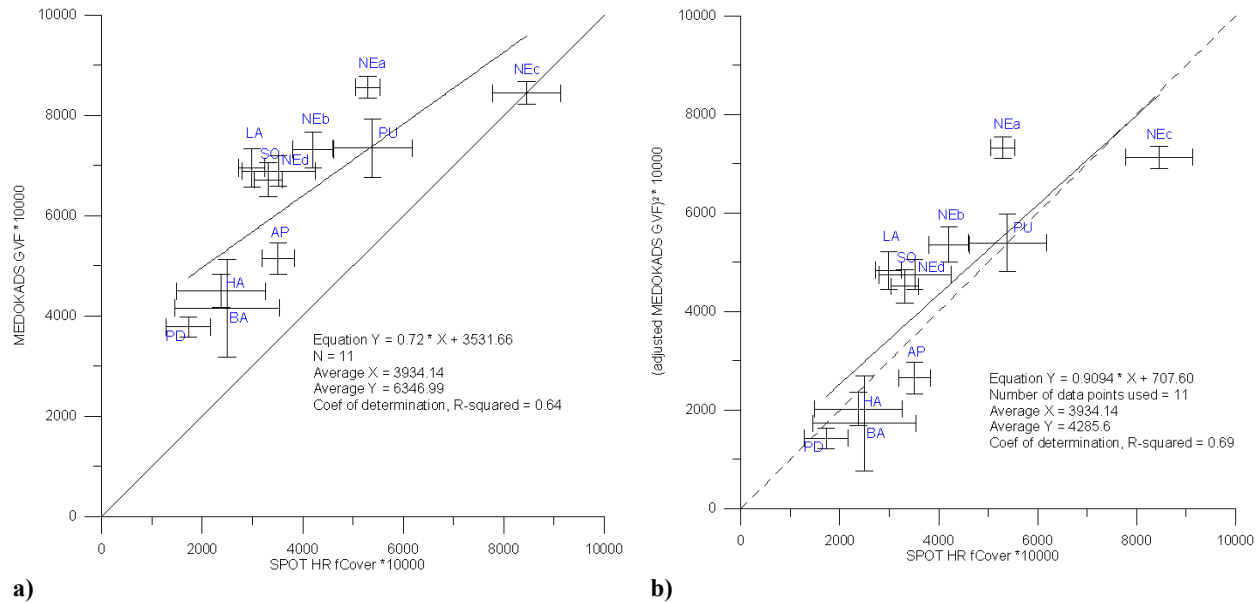 10000
8000
6000
4000
2000
0
MEDOKADS GVF *10000
NEa
NEc
NEb
PU
LA
SO
NEd
AP
HA
BA
PD
Equation Y = 0.72 * X + 3531.66
N = 11
Average X = 3934.14
Average Y = 6346.99
Coef of determination, R-squared = 0.64
0 2000 4000 6000 8000 10000
SPOT HR fCover *10000
a)
10000
8000
6000
4000
2000
0
(adjusted MEDOKADS GVF)² * 10000
NEa
NEc
NEb
PU
LA
SO
NEd
AP
HA
BA
PD
Equation Y = 0.9094 * X + 707.60
Number of data points used = 11
Average X = 3934.14
Average Y = 4285.6
Coef of determination, R-squared = 0.69
0 2000 4000 6000 8000 10000
SPOT HR fCover *10000
b)